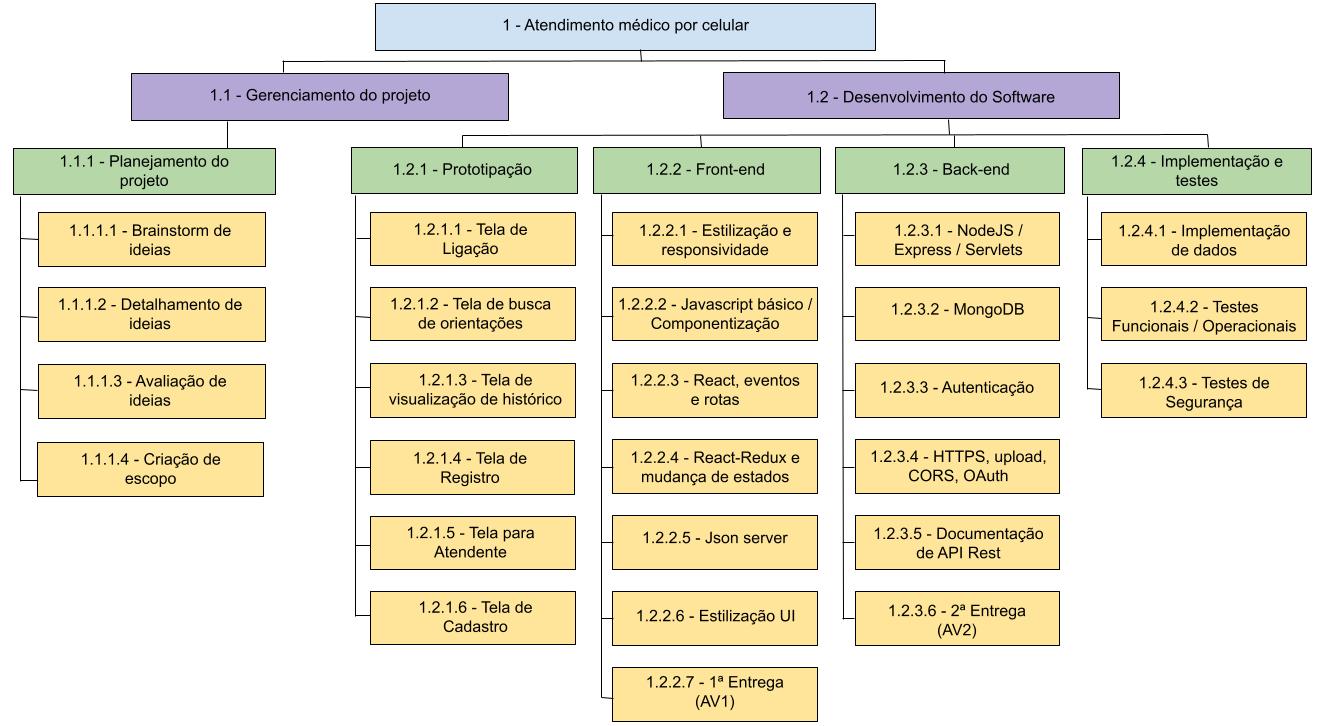 1 - Atendimento médico por celular
1.1 - Gerenciamento do projeto
1.2 - Desenvolvimento do Software
1.1.1 - Planejamento do
projeto
1.1.1.1 - Brainstorm de
ideias
1.1.1.2 - Detalhamento de
ideias
1.1.1.3 - Avaliação de
ideias
1.1.1.4 - Criação de
escopo
1.2.1 - Prototipação
1.2.1.1 - Tela de
Ligação
1.2.1.2 - Tela de busca
de orientações
1.2.1.3 - Tela de
visualização de histórico
1.2.1.4 - Tela de
Registro
1.2.1.5 - Tela para
Atendente
1.2.1.6 - Tela de
Cadastro
1.2.2 - Front-end
1.2.2.1 - Estilização e
responsividade
1.2.2.2 - Javascript básico /
Componentização
1.2.2.3 - React, eventos
e rotas
1.2.2.4 - React-Redux e
mudança de estados
1.2.2.5 - Json server
1.2.2.6 - Estilização UI
1.2.2.7 - 1ª Entrega
(AV1)
1.2.3 - Back-end
1.2.3.1 - NodeJS /
Express / Servlets
1.2.3.2 - MongoDB
1.2.3.3 - Autenticação
1.2.3.4 - HTTPS, upload,
CORS, OAuth
1.2.3.5 - Documentação
de API Rest
1.2.3.6 - 2ª Entrega
(AV2)
1.2.4 - Implementação e
testes
1.2.4.1 - Implementação
de dados
1.2.4.2 - Testes
Funcionais / Operacionais
1.2.4.3 - Testes de
Segurança